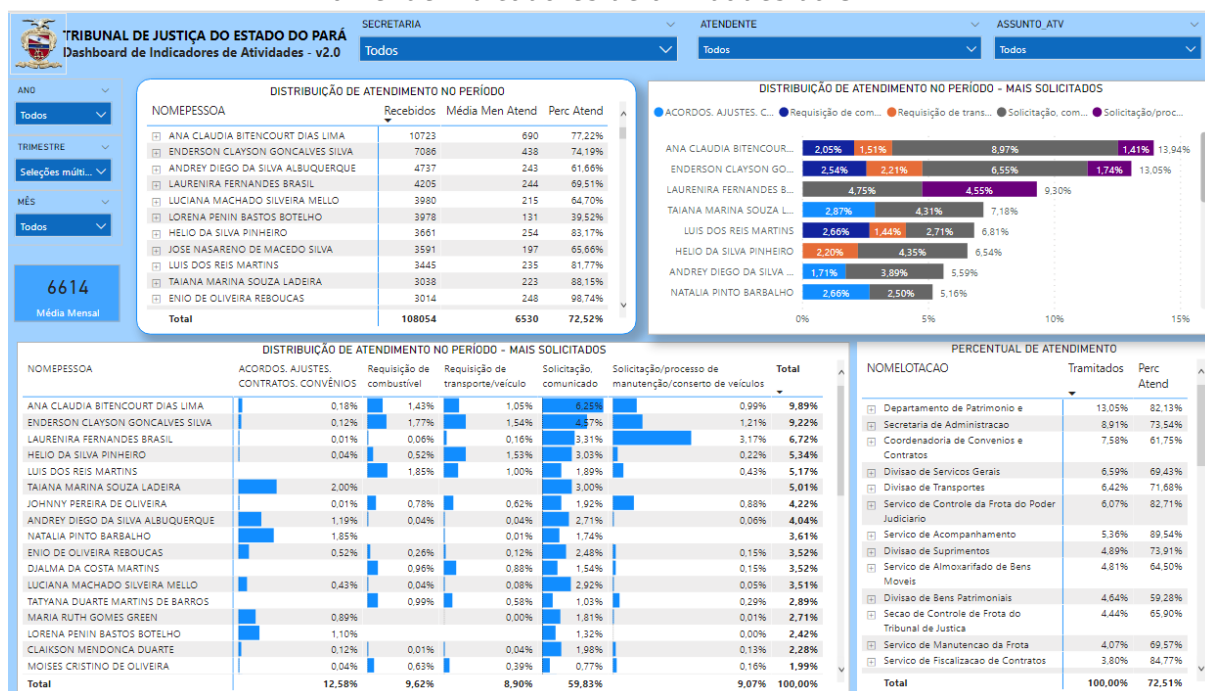 SECRETARIA
ATENDENTE
ASSUNTO_ATV
TRIBUNAL DE JUSTIÇA DO ESTADO DO PARÁ
Dashboard de Indicadores de Atividades - v2.0
Todos
Todos
Todos
ANO
Todos
TRIMESTRE
Seleções múlti...
MÊS
Todos
6614
Média Mensal
DISTRIBUIÇÃO DE ATENDIMENTO NO PERÍODO
NOMEPESSOA Recebidos Média Men Atend Perc Atend
ANA CLAUDIA BITENCOURT DIAS LIMA 10723 690 77,22%
ENDERSON CLAYSON GONCALVES SILVA 7086 438 74,19%
ANDREY DIEGO DA SILVA ALBUQUERQUE 4737 243 61,66%
LAURENIRA FERNANDES BRASIL 4205 244 69,51%
LUCIANA MACHADO SILVEIRA MELLO 3980 215 64,70%
LORENA PENIN BASTOS BOTELHO 3978 131 39,52%
HELIO DA SILVA PINHEIRO 3661 254 83,17%
JOSE NASARENO DE MACEDO SILVA 3591 197 65,66%
LUIS DOS REIS MARTINS 3445 235 81,77%
TAIANA MARINA SOUZA LADEIRA 3038 223 88,15%
ENIO DE OLIVEIRA REBOUCAS 3014 248 98,74%
Total 108054 6530 72,52%
DISTRIBUIÇÃO DE ATENDIMENTO NO PERÍODO - MAIS SOLICITADOS
ACORDOS. AJUSTES. C... Requisição de com... Requisição de trans... Solicitação, com... Solicitação/proc...
ANA CLAUDIA BITENCOUR... 2,05% 1,51% 8,97% 1,41% 13,94%
ENDERSON CLAYSON GO... 2,54% 2,21% 6,55% 1,74% 13,05%
LAURENIRA FERNANDES B... 4,75% 4,55% 9,30%
TAIANA MARINA SOUZA L... 2,87% 4,31% 7,18%
LUIS DOS REIS MARTINS 2,66% 1,44% 2,71% 6,81%
HELIO DA SILVA PINHEIRO 2,20% 4,35% 6,54%
ANDREY DIEGO DA SILVA ... 1,71% 3,89% 5,59%
NATALIA PINTO BARBALHO 2,66% 2,50% 5,16%
0% 5% 10% 15%
DISTRIBUIÇÃO DE ATENDIMENTO NO PERÍODO - MAIS SOLICITADOS
NOMEPESSOA ACORDOS. AJUSTES. Requisição de Requisição de Solicitação, Solicitação/processo de Total
CONTRATOS. CONVÊNIOS combustível transporte/veículo comunicado manutenção/conserto de veículos
ANA CLAUDIA BITENCOURT DIAS LIMA 0,18% 1,43% 1,05% 6,25% 0,99% 9,89%
ENDERSON CLAYSON GONCALVES SILVA 0,12% 1,77% 1,54% 4,57% 1,21% 9,22%
LAURENIRA FERNANDES BRASIL 0,01% 0,06% 0,16% 3,31% 3,17% 6,72%
HELIO DA SILVA PINHEIRO 0,04% 0,52% 1,53% 3,03% 0,22% 5,34%
LUIS DOS REIS MARTINS 1,85% 1,00% 1,89% 0,43% 5,17%
TAIANA MARINA SOUZA LADEIRA 2,00% 3,00% 5,01%
JOHNNY PEREIRA DE OLIVEIRA 0,01% 0,78% 0,62% 1,92% 0,88% 4,22%
ANDREY DIEGO DA SILVA ALBUQUERQUE 1,19% 0,04% 0,04% 2,71% 0,06% 4,04%
NATALIA PINTO BARBALHO 1,85% 0,01% 1,74% 3,61%
ENIO DE OLIVEIRA REBOUCAS 0,52% 0,26% 0,12% 2,48% 0,15% 3,52%
DJALMA DA COSTA MARTINS 0,96% 0,88% 1,54% 0,15% 3,52%
LUCIANA MACHADO SILVEIRA MELLO 0,43% 0,04% 0,08% 2,92% 0,05% 3,51%
TATYANA DUARTE MARTINS DE BARROS 0,99% 0,58% 1,03% 0,29% 2,89%
MARIA RUTH GOMES GREEN 0,89% 0,00% 1,81% 0,01% 2,71%
LORENA PENIN BASTOS BOTELHO 1,10% 1,32% 0,00% 2,42%
CLAIKSON MENDONCA DUARTE 0,12% 0,01% 0,04% 1,98% 0,13% 2,28%
MOISES CRISTINO DE OLIVEIRA 0,04% 0,63% 0,39% 0,77% 0,16% 1,99%
Total 12,58% 9,62% 8,90% 59,83% 9,07% 100,00%
PERCENTUAL DE ATENDIMENTO
NOMELOTACAO Tramitados Perc
Atend
Departamento de Patrimonio e 13,05% 82,13%
Secretaria de Administracao 8,91% 73,54%
Coordenadoria de Convenios e 7,58% 61,75%
Contratos
Divisao de Servicos Gerais 6,59% 69,43%
Divisao de Transportes 6,42% 71,68%
Servico de Controle da Frota do Poder 6,07% 82,71%
Judiciario
Servico de Acompanhamento 5,36% 89,54%
Divisao de Suprimentos 4,89% 73,91%
Servico de Almoxarifado de Bens 4,81% 64,50%
Moveis
Divisao de Bens Patrimoniais 4,64% 59,28%
Secao de Controle de Frota do 4,44% 65,90%
Tribunal de Justica
Servico de Manutencao da Frota 4,07% 69,57%
Servico de Fiscalizacao de Contratos 3,80% 84,77%
Total 100,00% 72,51%